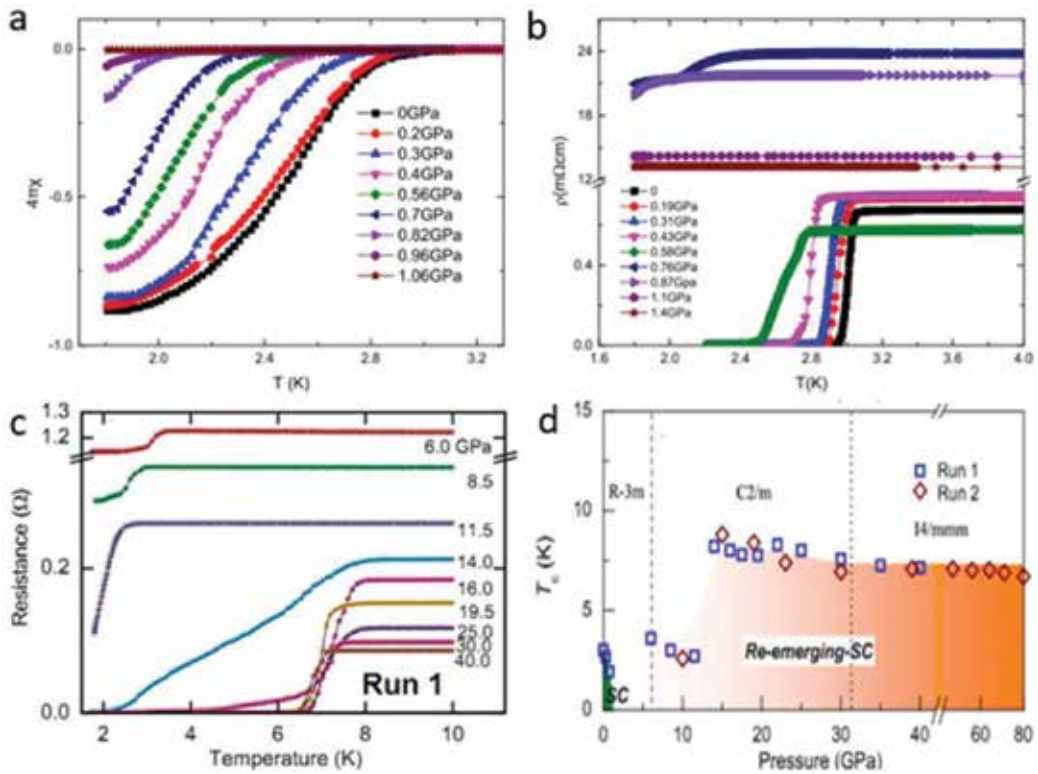 a
0.0
-0.5
-1.0
4πχ
2.0
2.4
2.8
3.2
T (K)
0GPa
0.2GPa
0.3GPa
0.4GPa
0.56GPa
0.7GPa
0.82GPa
0.96GPa
1.06GPa
b
24
18
12
0.6
0.0
ρ(mΩcm)
1.6
2.0
2.4
2.8
3.2
3.6
4.0
T(K)
0
0.19GPa
0.31GPa
0.43GPa
0.58GPa
0.76GPa
0.87Gpa
1.1GPa
1.4GPa
c
1.3
1.2
0.2
0.0
Resistance (Ω)
2
4
6
8
10
Temperature (K)
6.0 GPa
8.5
11.5
14.0
16.0
19.5
25.0
30.0
40.0
Run 1
d
15
10
5
0
Tc (K)
0
10
20
30
40
60
80
Pressure (GPa)
Run 1
Run 2
R-3m
C2/m
I4/mmm
Re-emerging-SC
SC